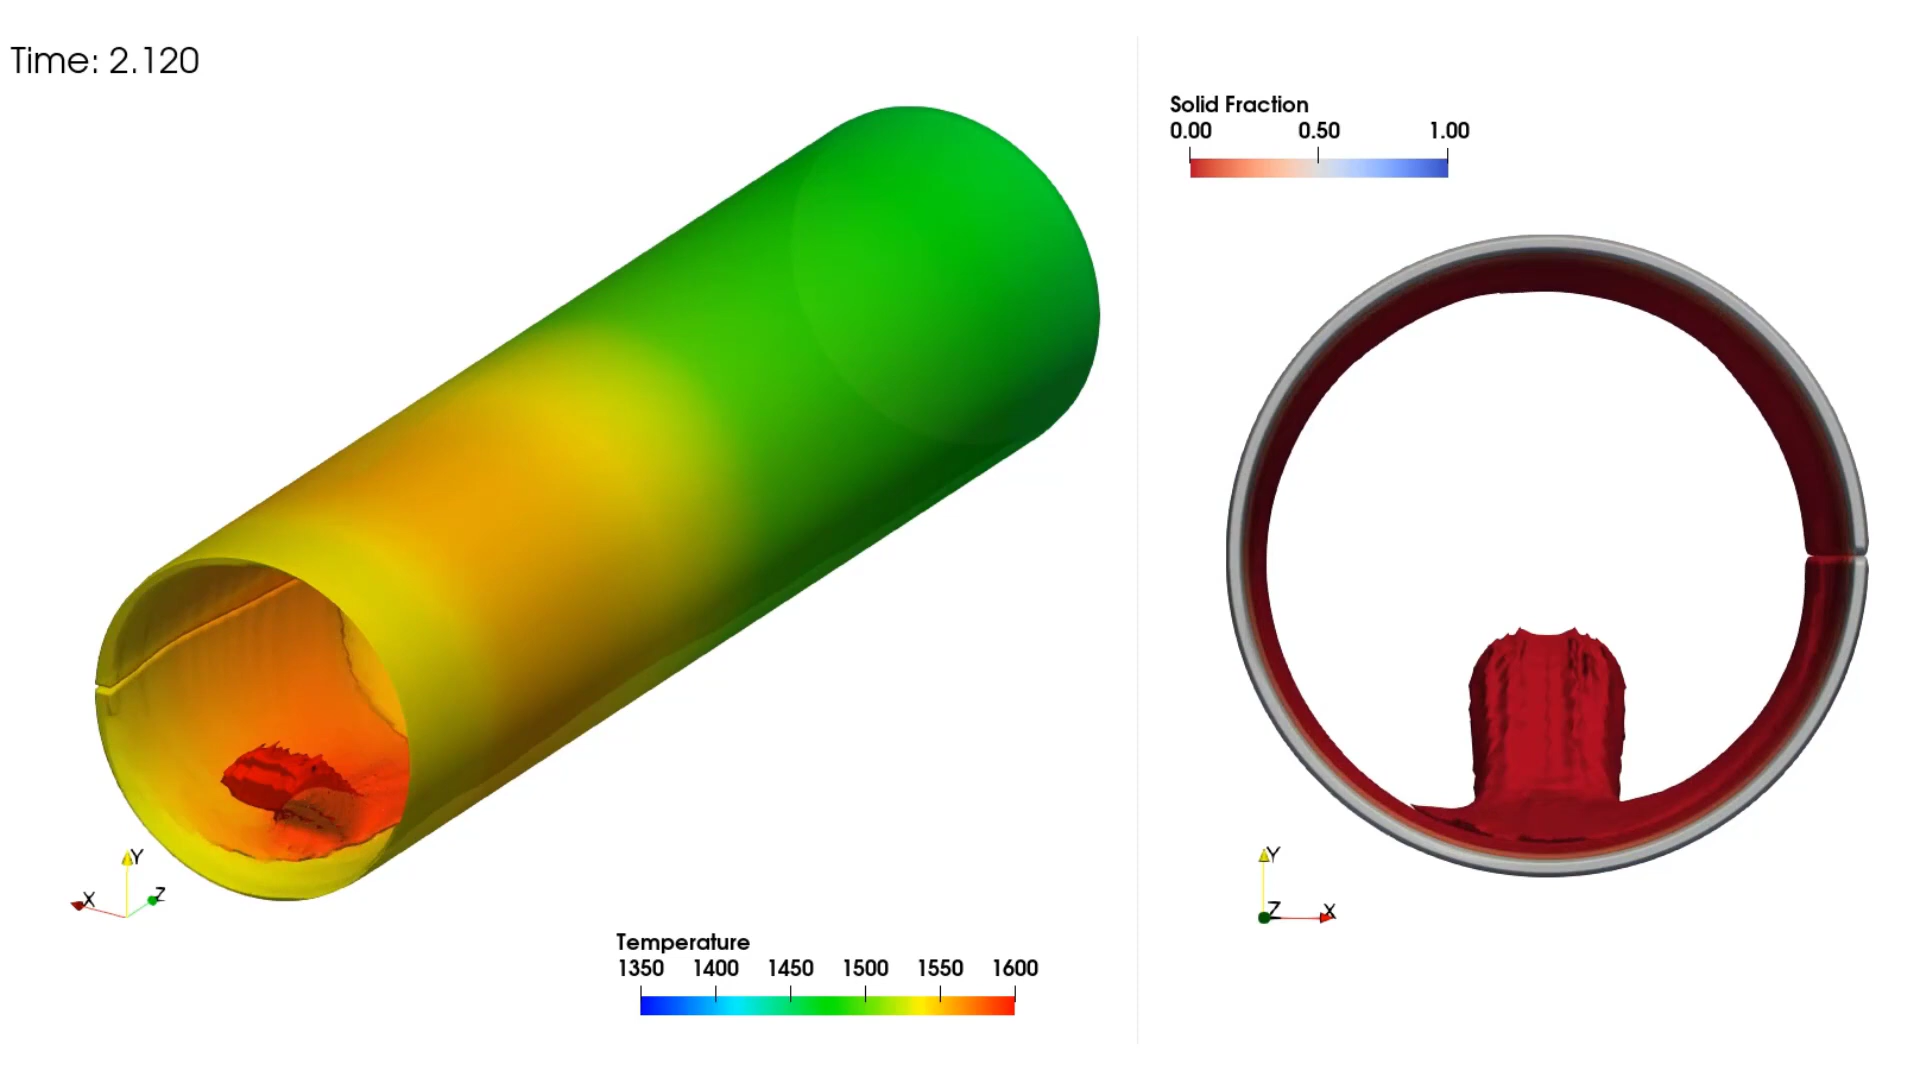 Time: 2.120
Solid Fraction
0.00 0.50 1.00
Y
X Z
Temperature
1350 1400 1450 1500 1550 1600
Y
Z X